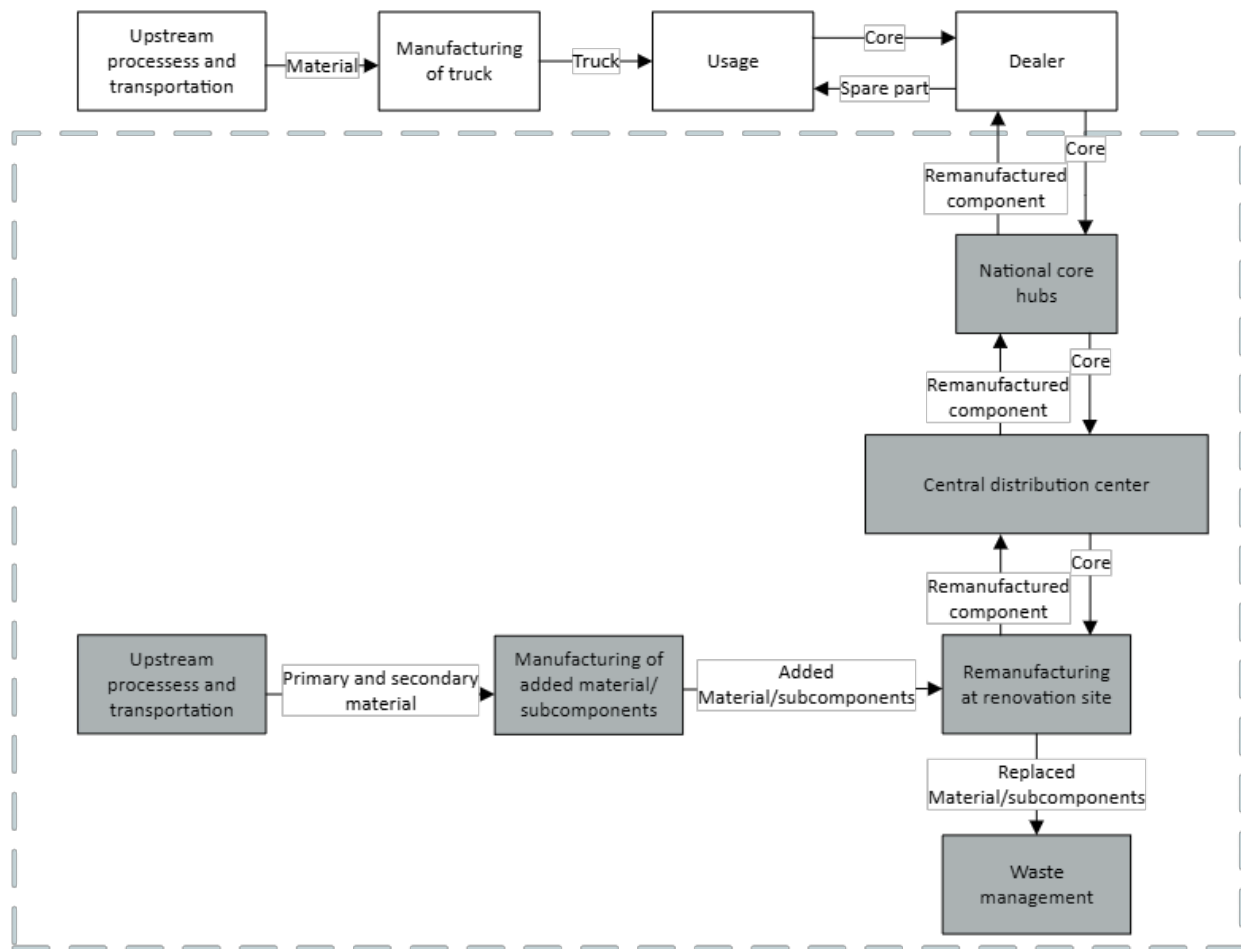 Upstream
processess and
transportation
Material
Manufacturing
of truck
Truck
Usage
Core
Spare part
Dealer
Core
Remanufactured
component
National core
hubs
Core
Remanufactured
component
Central distribution center
Core
Remanufactured
component
Upstream
processess and
transportation
Primary and secondary
material
Manufacturing of
added material/
subcomponents
Added
Material/subcomponents
Remanufacturing
at renovation site
Replaced
Material/subcomponents
Waste
management